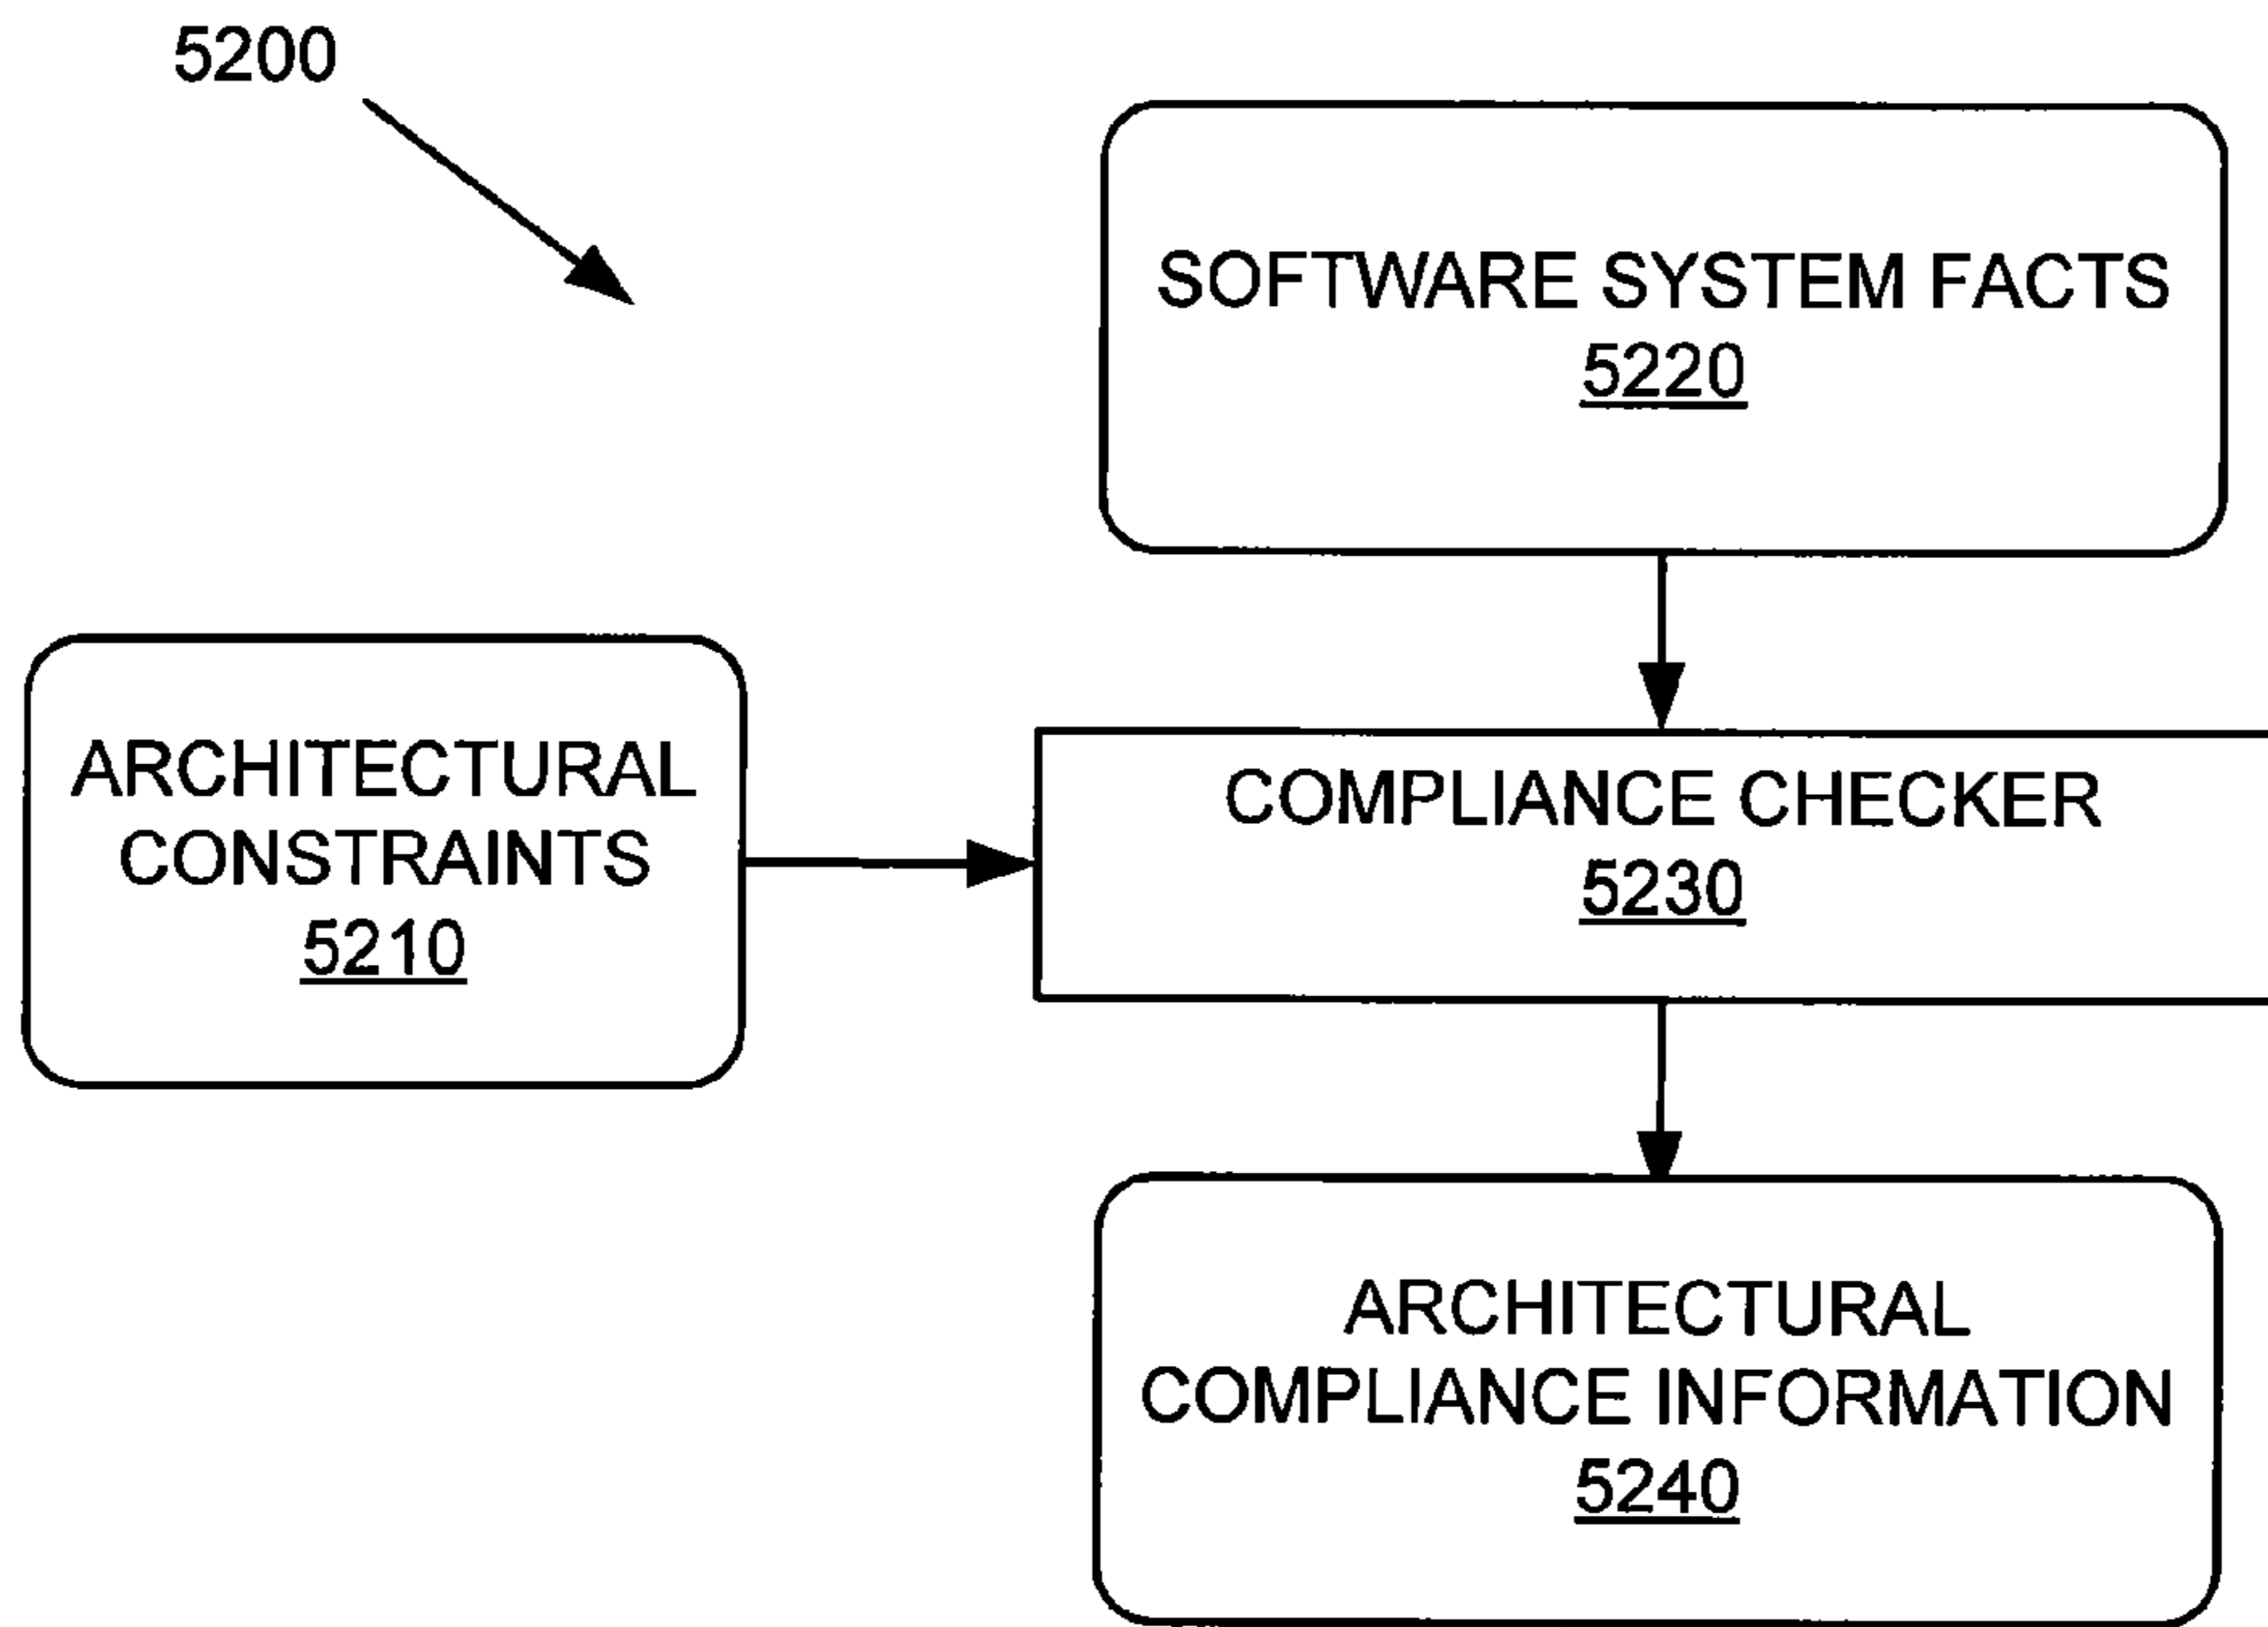 5200
SOFTWARE SYSTEM FACTS
5220
ARCHITECTURAL
CONSTRAINTS
5210
COMPLIANCE CHECKER
5230
ARCHITECTURAL
COMPLIANCE INFORMATION
5240